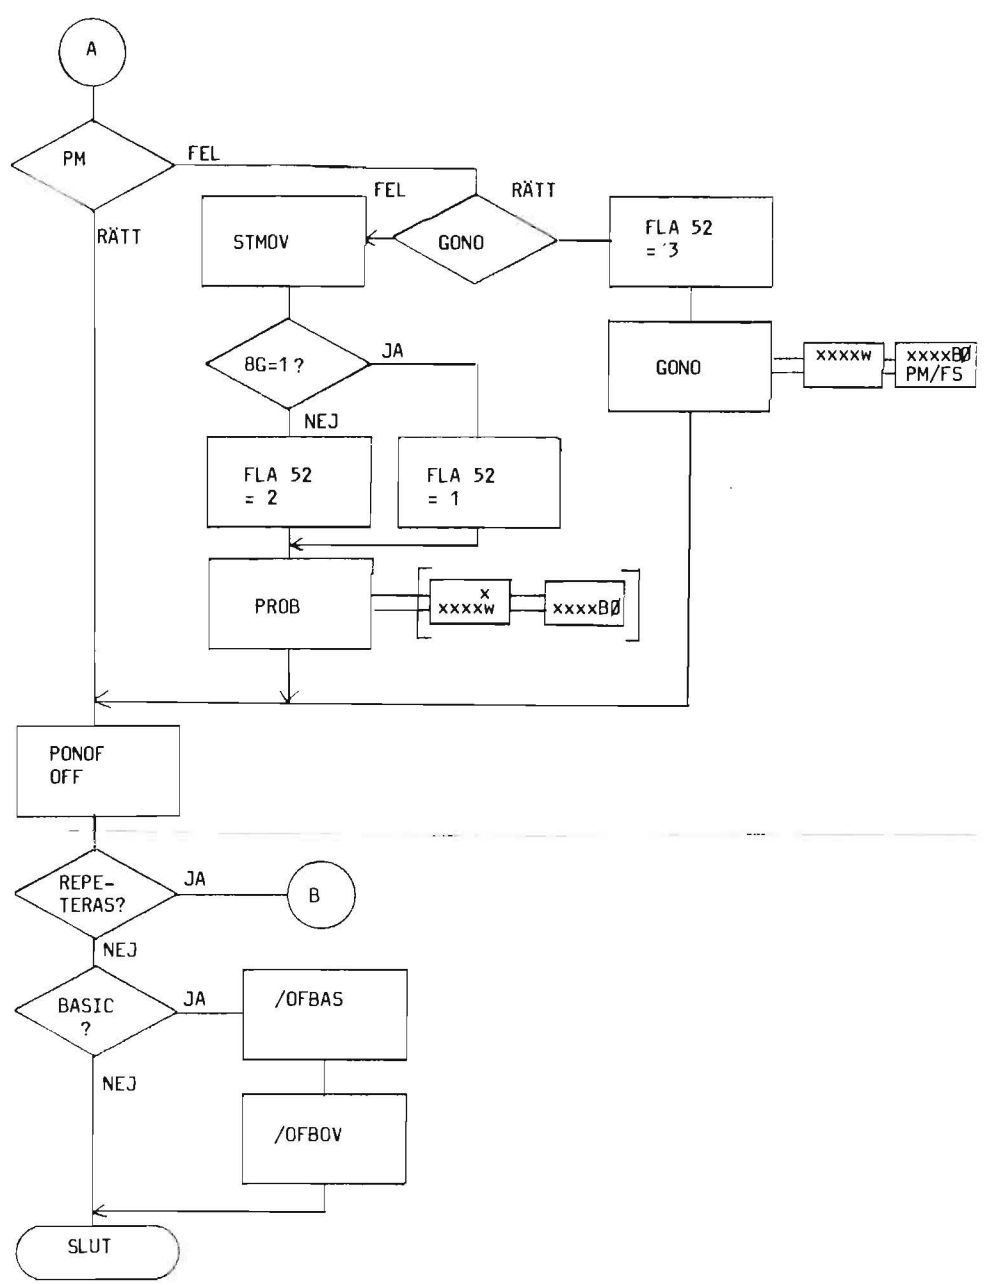 A
PM
FEL
RÄTT
FEL
RÄTT
STMOV
GONO
FLA 52
= 3
8G=1?
JA
NEJ
GONO
xxxxW
xxxxBØ
PM/FS
FLA 52
= 2
FLA 52
= 1
PROB
x
xxxxW
xxxxBØ
PONOF
OFF
REPE-
TERAS?
JA
B
NEJ
BASIC
?
JA
/OFBAS
NEJ
/OFBOV
SLUT